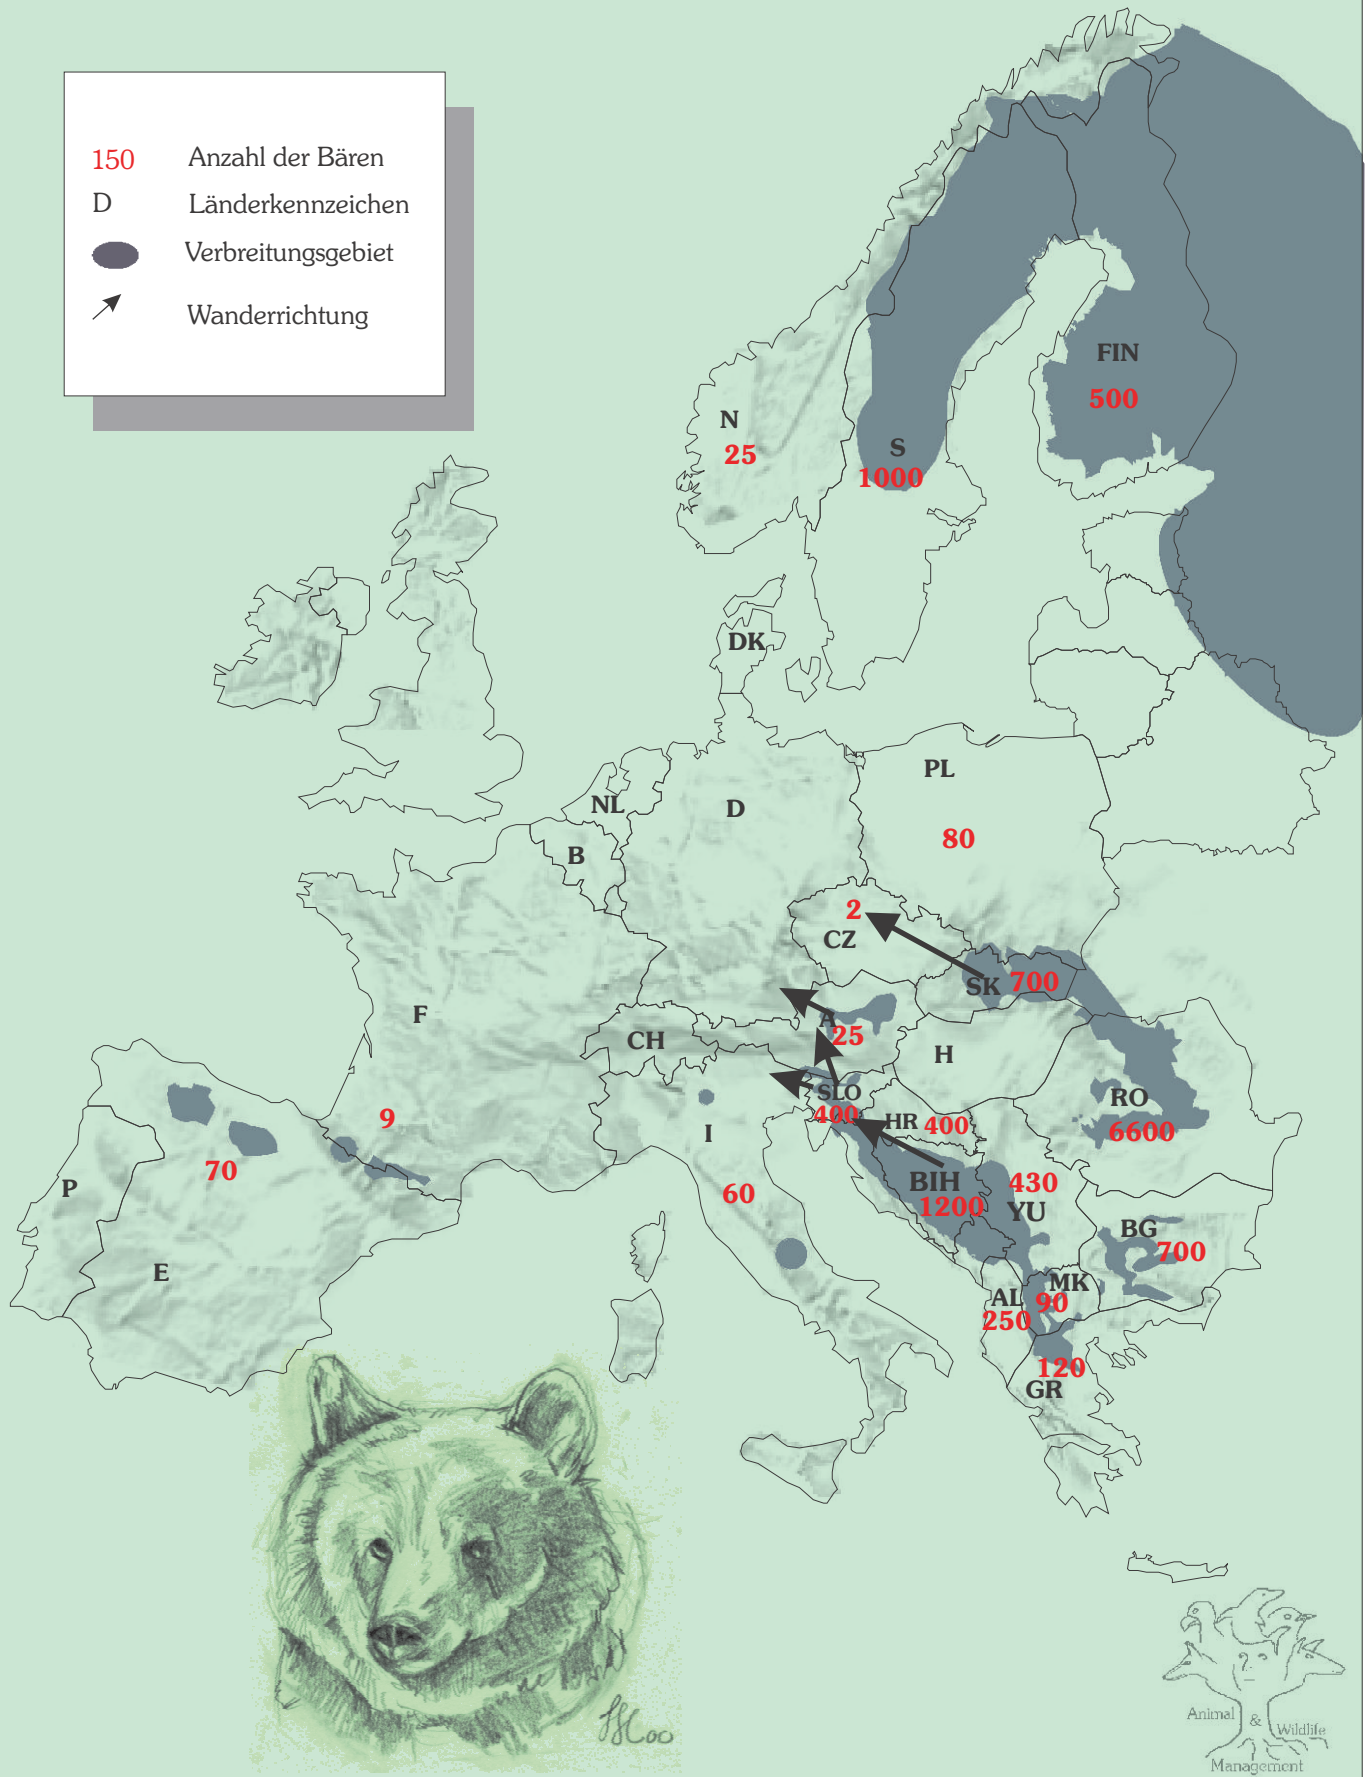 150 Anzahl der Bären
D Länderkennzeichen
Verbreitungsgebiet
Wanderrichtung
FIN
500
N
25
S
1000
DK
PL
NL
D
80
B
2
CZ
SK 700
F
A
25
CH
H
SLO
400
RO
6600
9
HR 400
I
70
P
60
BIH
1200
430
YU
BG
700
E
MK
AL
90
250
120
GR
Animal & Wildlife
Management